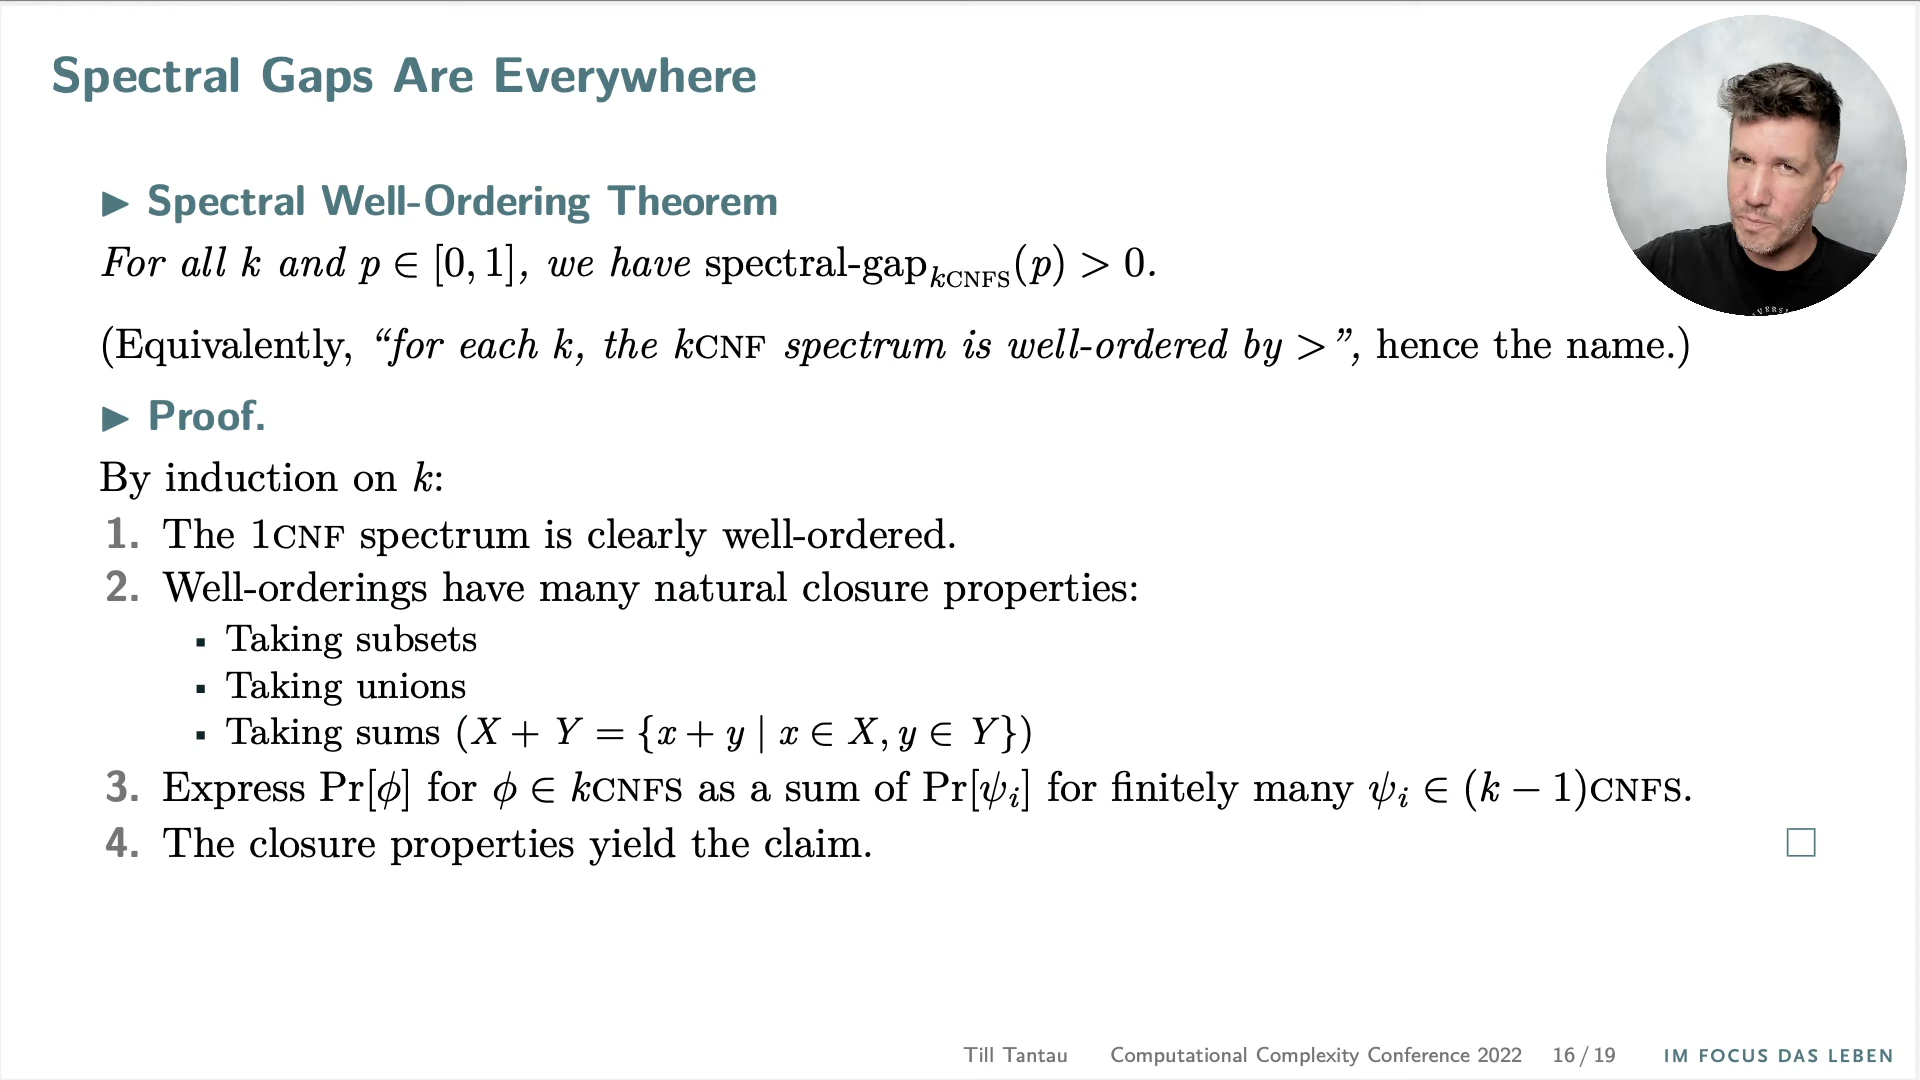 Spectral Gaps Are Everywhere
▶ Spectral Well-Ordering Theorem
For all k and p ∈ [0, 1], we have spectral-gap_kCNFS(p) > 0.
(Equivalently, “for each k, the kCNF spectrum is well-ordered by >”, hence the name.)
▶ Proof.
By induction on k:
1. The 1CNF spectrum is clearly well-ordered.
2. Well-orderings have many natural closure properties:
▪ Taking subsets
▪ Taking unions
▪ Taking sums (X + Y = {x + y | x ∈ X, y ∈ Y})
3. Express Pr[ϕ] for ϕ ∈ kCNFS as a sum of Pr[ψ_i] for finitely many ψ_i ∈ (k − 1)CNFS.
4. The closure properties yield the claim. □
Till Tantau Computational Complexity Conference 2022 16 / 19 IM FOCUS DAS LEBEN